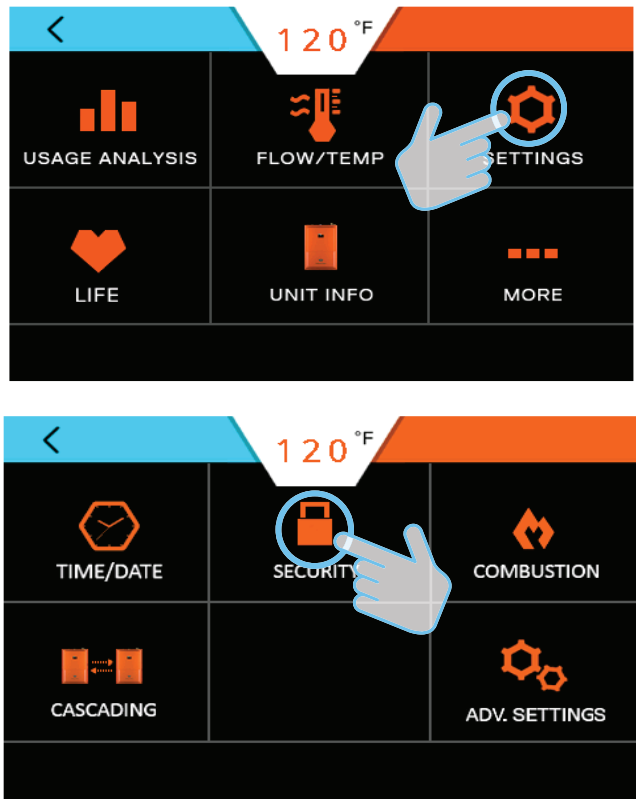 120 °F
USAGE ANALYSIS
FLOW/TEMP
SETTINGS
LIFE
UNIT INFO
MORE
120 °F
TIME/DATE
SECURITY
COMBUSTION
CASCADING
ADV. SETTINGS